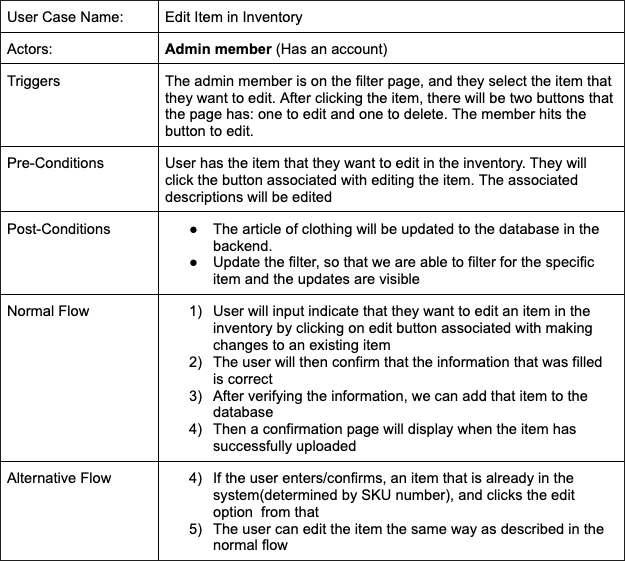 User Case Name:
Edit Item in Inventory
Actors:
Admin member (Has an account)
Triggers
The admin member is on the filter page, and they select the item that
they want to edit. After clicking the item, there will be two buttons that
the page has: one to edit and one to delete. The member hits the
button to edit.
Pre-Conditions
User has the item that they want to edit in the inventory. They will
click the button associated with editing the item. The associated
descriptions will be edited
Post-Conditions
● The article of clothing will be updated to the database in the
backend.
● Update the filter, so that we are able to filter for the specific
item and the updates are visible
Normal Flow
1) User will input indicate that they want to edit an item in the
inventory by clicking on edit button associated with making
changes to an existing item
2) The user will then confirm that the information that was filled
is correct
3) After verifying the information, we can add that item to the
database
4) Then a confirmation page will display when the item has
successfully uploaded
Alternative Flow
4) If the user enters/confirms, an item that is already in the
system(determined by SKU number), and clicks the edit
option from that
5) The user can edit the item the same way as described in the
normal flow